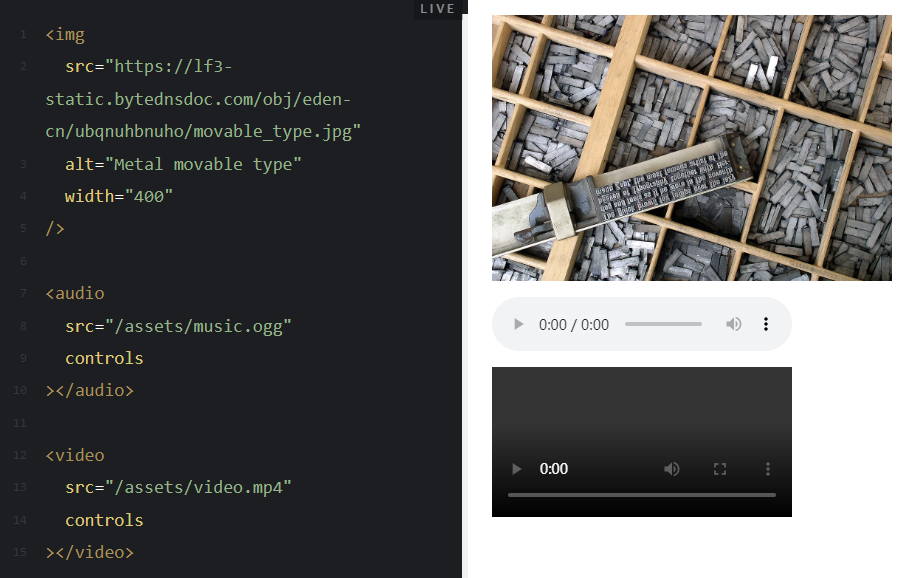 LIVE
1 <img
2 src="https://lf3-
static.bytednsdoc.com/obj/eden-
cn/ubqnuhbnuho/movable_type.jpg"
3 alt="Metal movable type"
4 width="400"
5 />
6
7 <audio
8 src="/assets/music.ogg"
9 controls
10 ></audio>
11
12 <video
13 src="/assets/video.mp4"
14 controls
15 ></video>
0:00 / 0:00
0:00